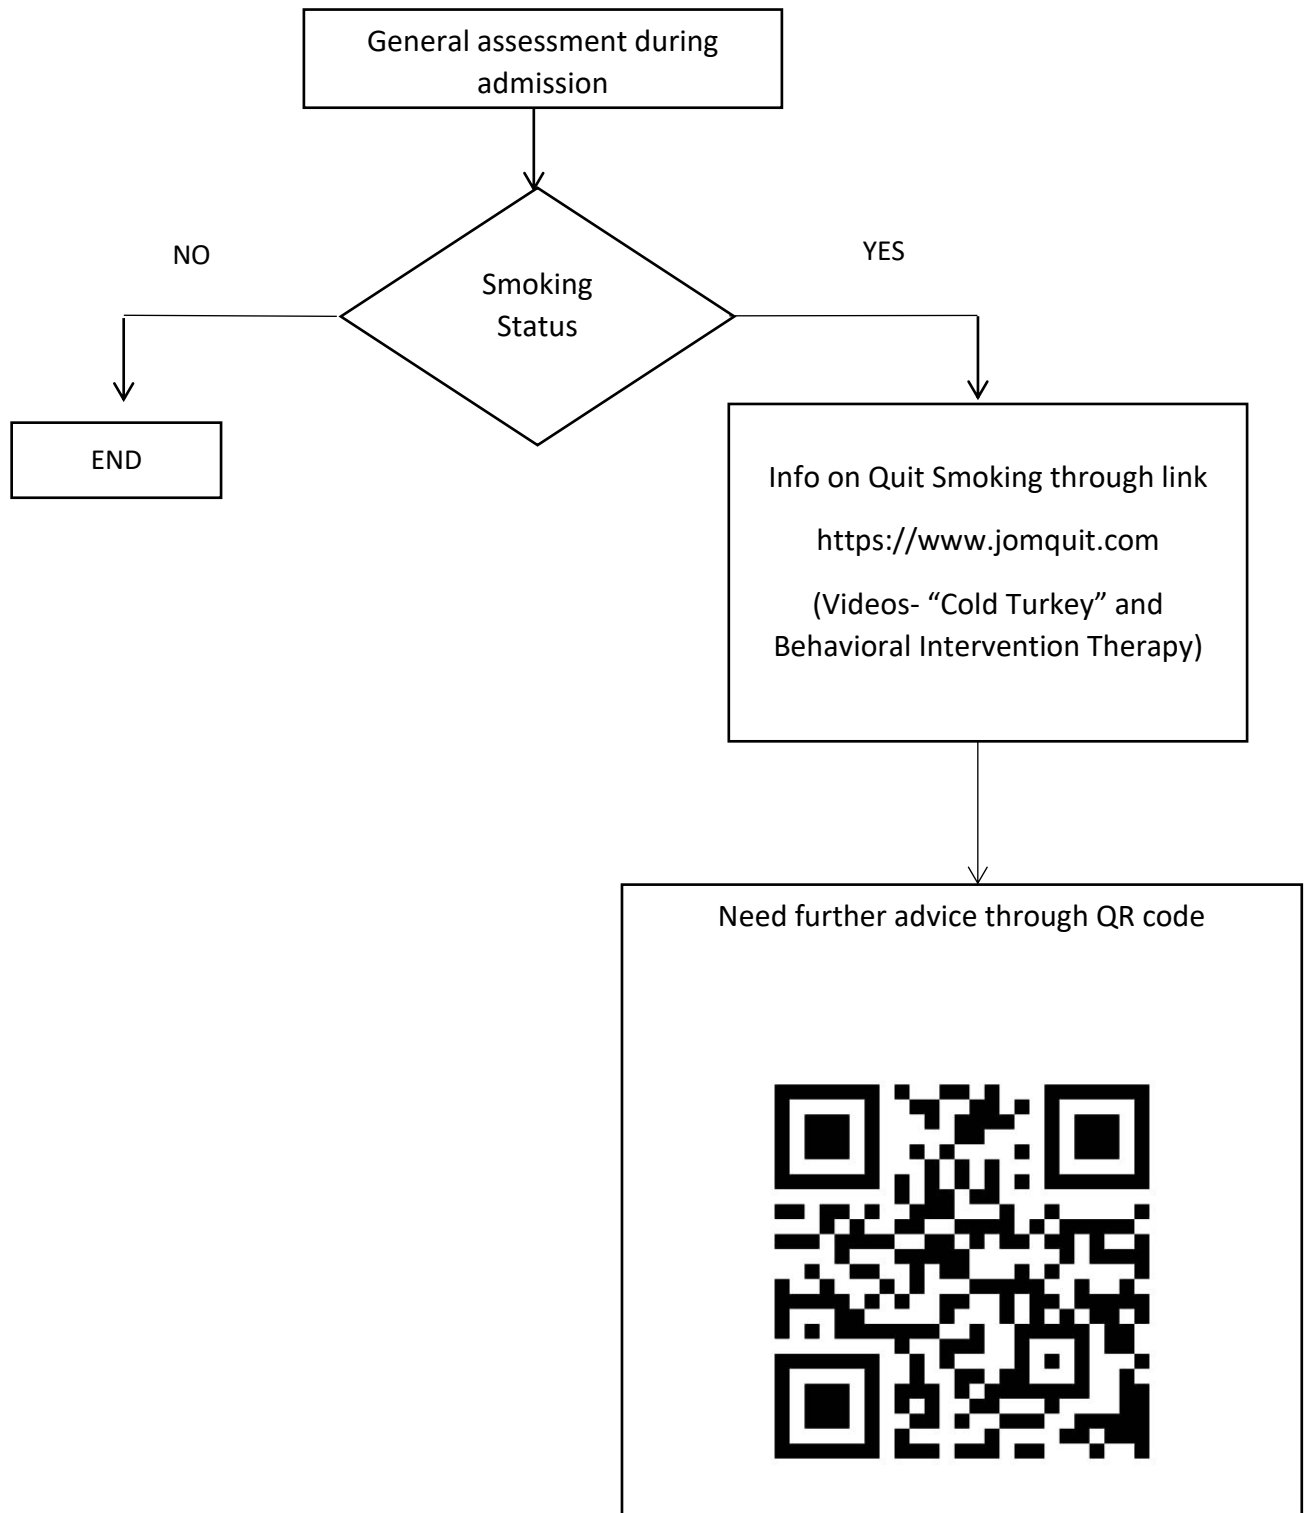 General assessment during
admission
NO
YES
Smoking
Status
END
Info on Quit Smoking through link
https://www.jomquit.com
(Videos- “Cold Turkey” and
Behavioral Intervention Therapy)
Need further advice through QR code